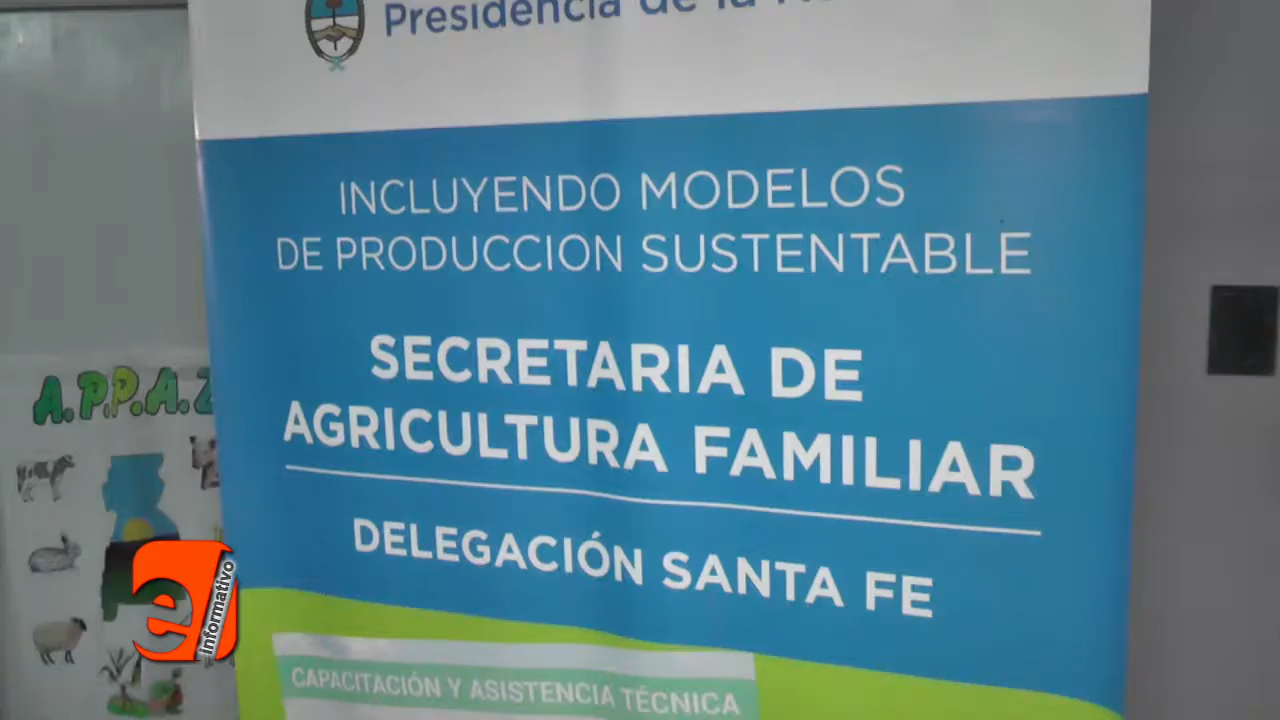 Presidencia de la
INCLUYENDO MODELOS
DE PRODUCCION SUSTENTABLE
SECRETARIA DE
AGRICULTURA FAMILIAR
DELEGACIÓN SANTA FE
CAPACITACIÓN Y ASISTENCIA TÉCNICA
A.P.P.A.Z
e
informativo